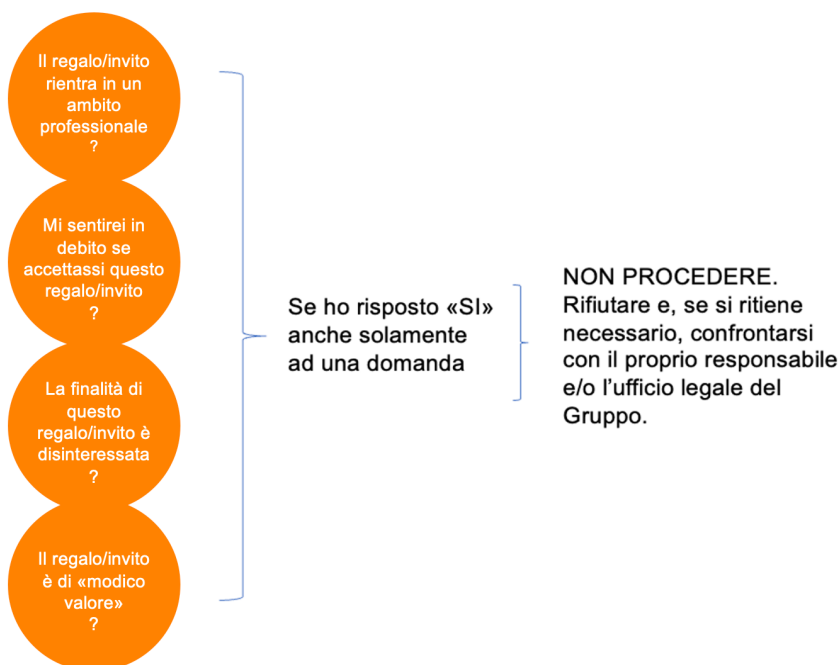 Il regalo/invito
rientra in un
ambito
professionale
?
Mi sentirei in
debito se
accettassi questo
regalo/invito
?
La finalità di
questo
regalo/invito è
disinteressata
?
Il regalo/invito
è di «modico
valore»
?
Se ho risposto «SI»
anche solamente
ad una domanda
NON PROCEDERE.
Rifiutare e, se si ritiene
necessario, confrontarsi
con il proprio responsabile
e/o l’ufficio legale del
Gruppo.